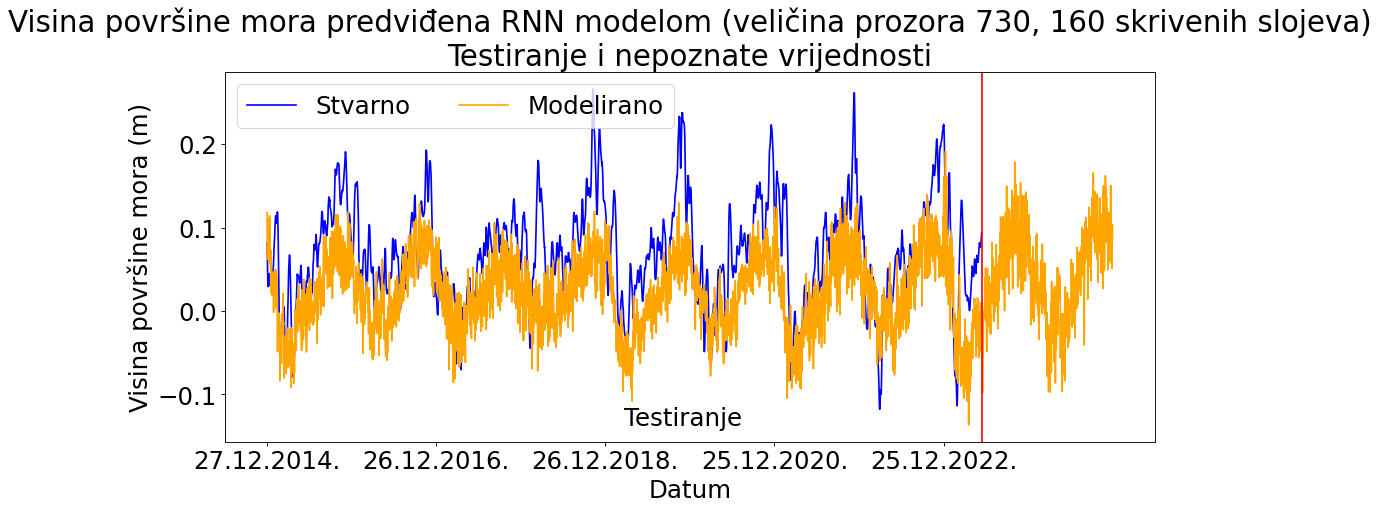 Visina površine mora predviđena RNN modelom (veličina prozora 730, 160 skrivenih slojeva)
Testiranje i nepoznate vrijednosti
Stvarno
Modelirano
Visina površine mora (m)
0.2
0.1
0.0
−0.1
Testiranje
27.12.2014.
26.12.2016.
26.12.2018.
25.12.2020.
25.12.2022.
Datum